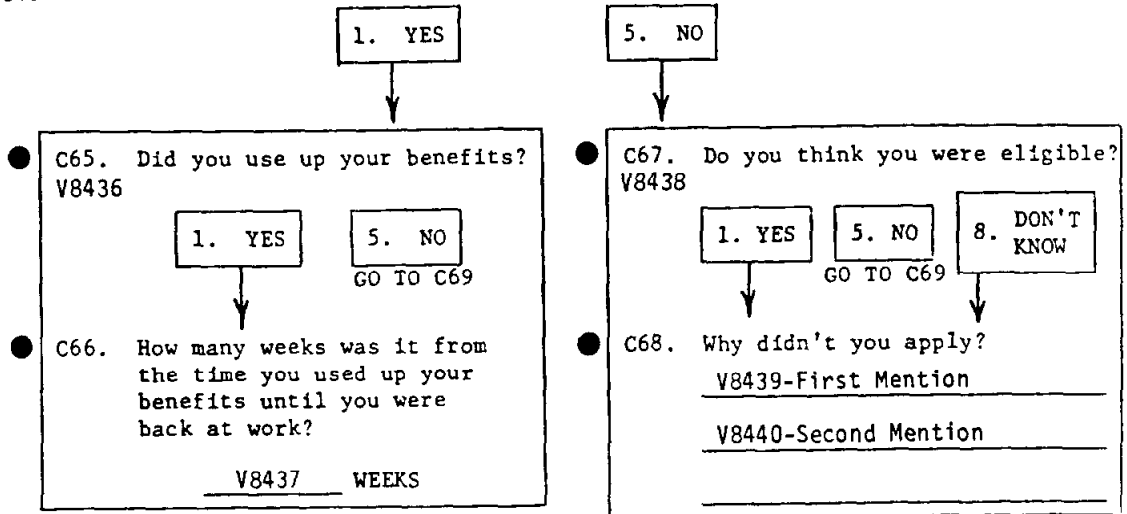 1. YES
5. NO
C65. Did you use up your benefits?
V8436
1. YES
5. NO
GO TO C69
C66. How many weeks was it from
the time you used up your
benefits until you were
back at work?
V8437 WEEKS
C67. Do you think you were eligible?
V8438
1. YES
5. NO
8. DON'T
KNOW
GO TO C69
C68. Why didn't you apply?
V8439-First Mention
V8440-Second Mention